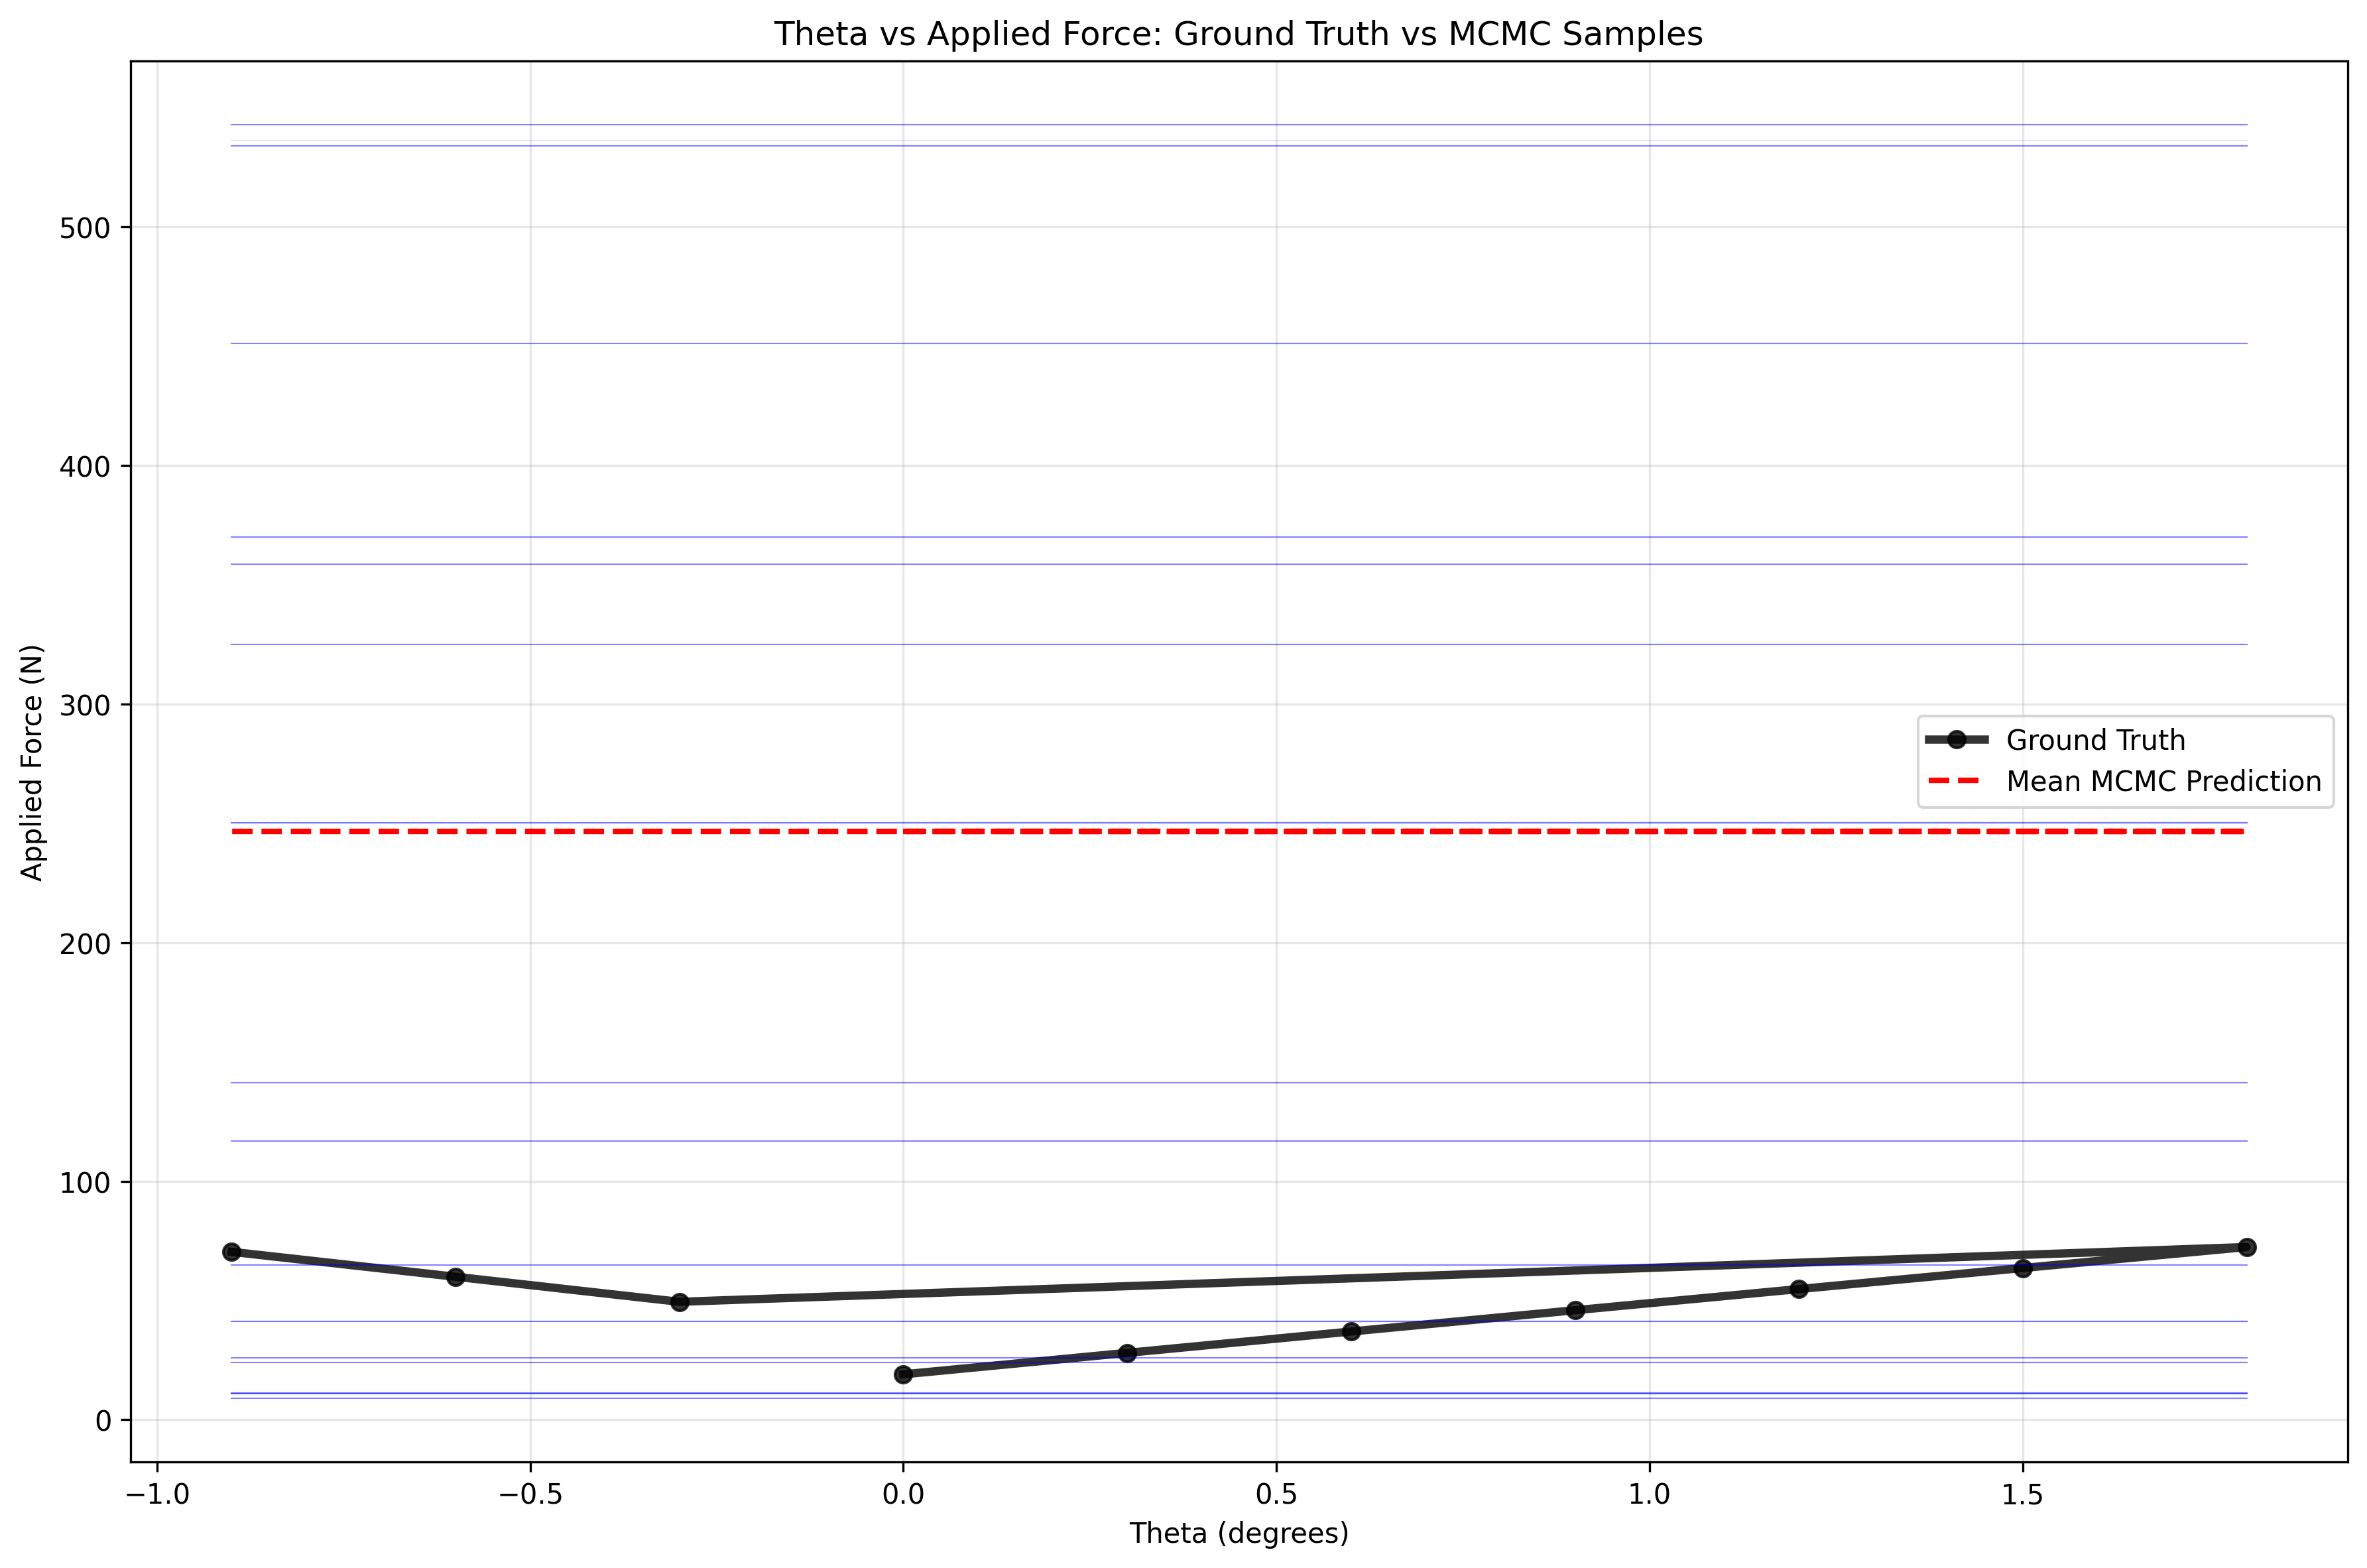 Theta vs Applied Force: Ground Truth vs MCMC Samples
Applied Force (N)
500
400
300
200
100
0
Ground Truth
Mean MCMC Prediction
−1.0 −0.5 0.0 0.5 1.0 1.5
Theta (degrees)